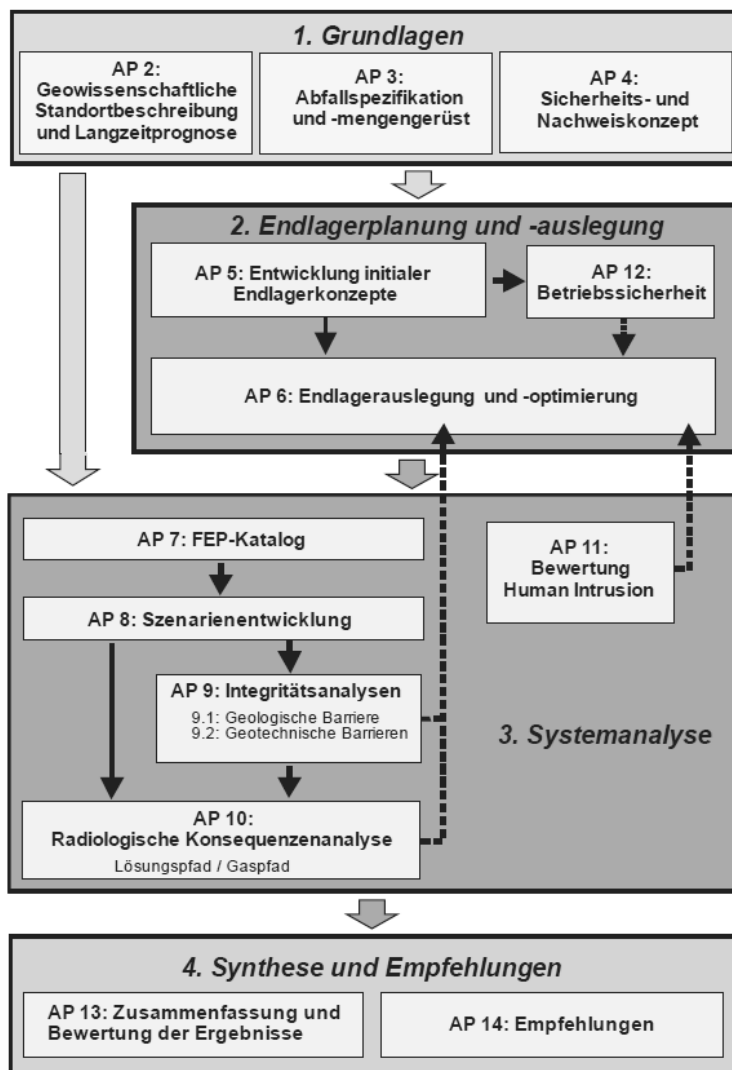 1. Grundlagen
AP 2:
Geowissenschaftliche
Standortbeschreibung
und Langzeitprognose
AP 3:
Abfallspezifikation
und -mengengerüst
AP 4:
Sicherheits- und
Nachweiskonzept
2. Endlagerplanung und -auslegung
AP 5: Entwicklung initialer
Endlagerkonzepte
AP 12:
Betriebssicherheit
AP 6: Endlagerauslegung und -optimierung
AP 7: FEP-Katalog
AP 11:
Bewertung
Human Intrusion
AP 8: Szenarienentwicklung
AP 9: Integritätsanalysen
9.1: Geologische Barriere
9.2: Geotechnische Barrieren
3. Systemanalyse
AP 10:
Radiologische Konsequenzenanalyse
Lösungspfad / Gaspfad
4. Synthese und Empfehlungen
AP 13: Zusammenfassung und
Bewertung der Ergebnisse
AP 14: Empfehlungen